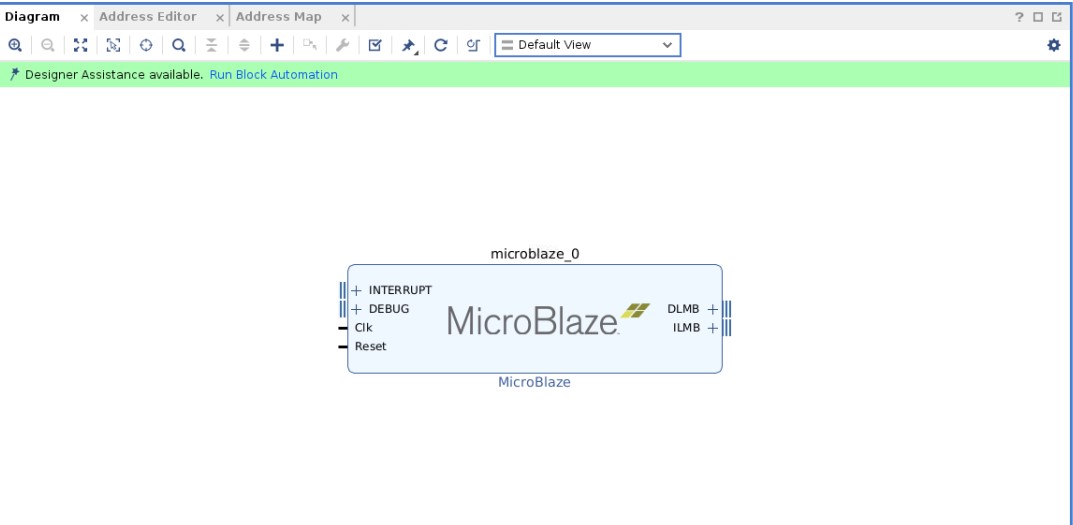 Diagram × Address Editor × Address Map × ?
Default View
Designer Assistance available. Run Block Automation
microblaze_0
INTERRUPT
DEBUG
Clk
Reset
MicroBlaze
DLMB
ILMB
MicroBlaze